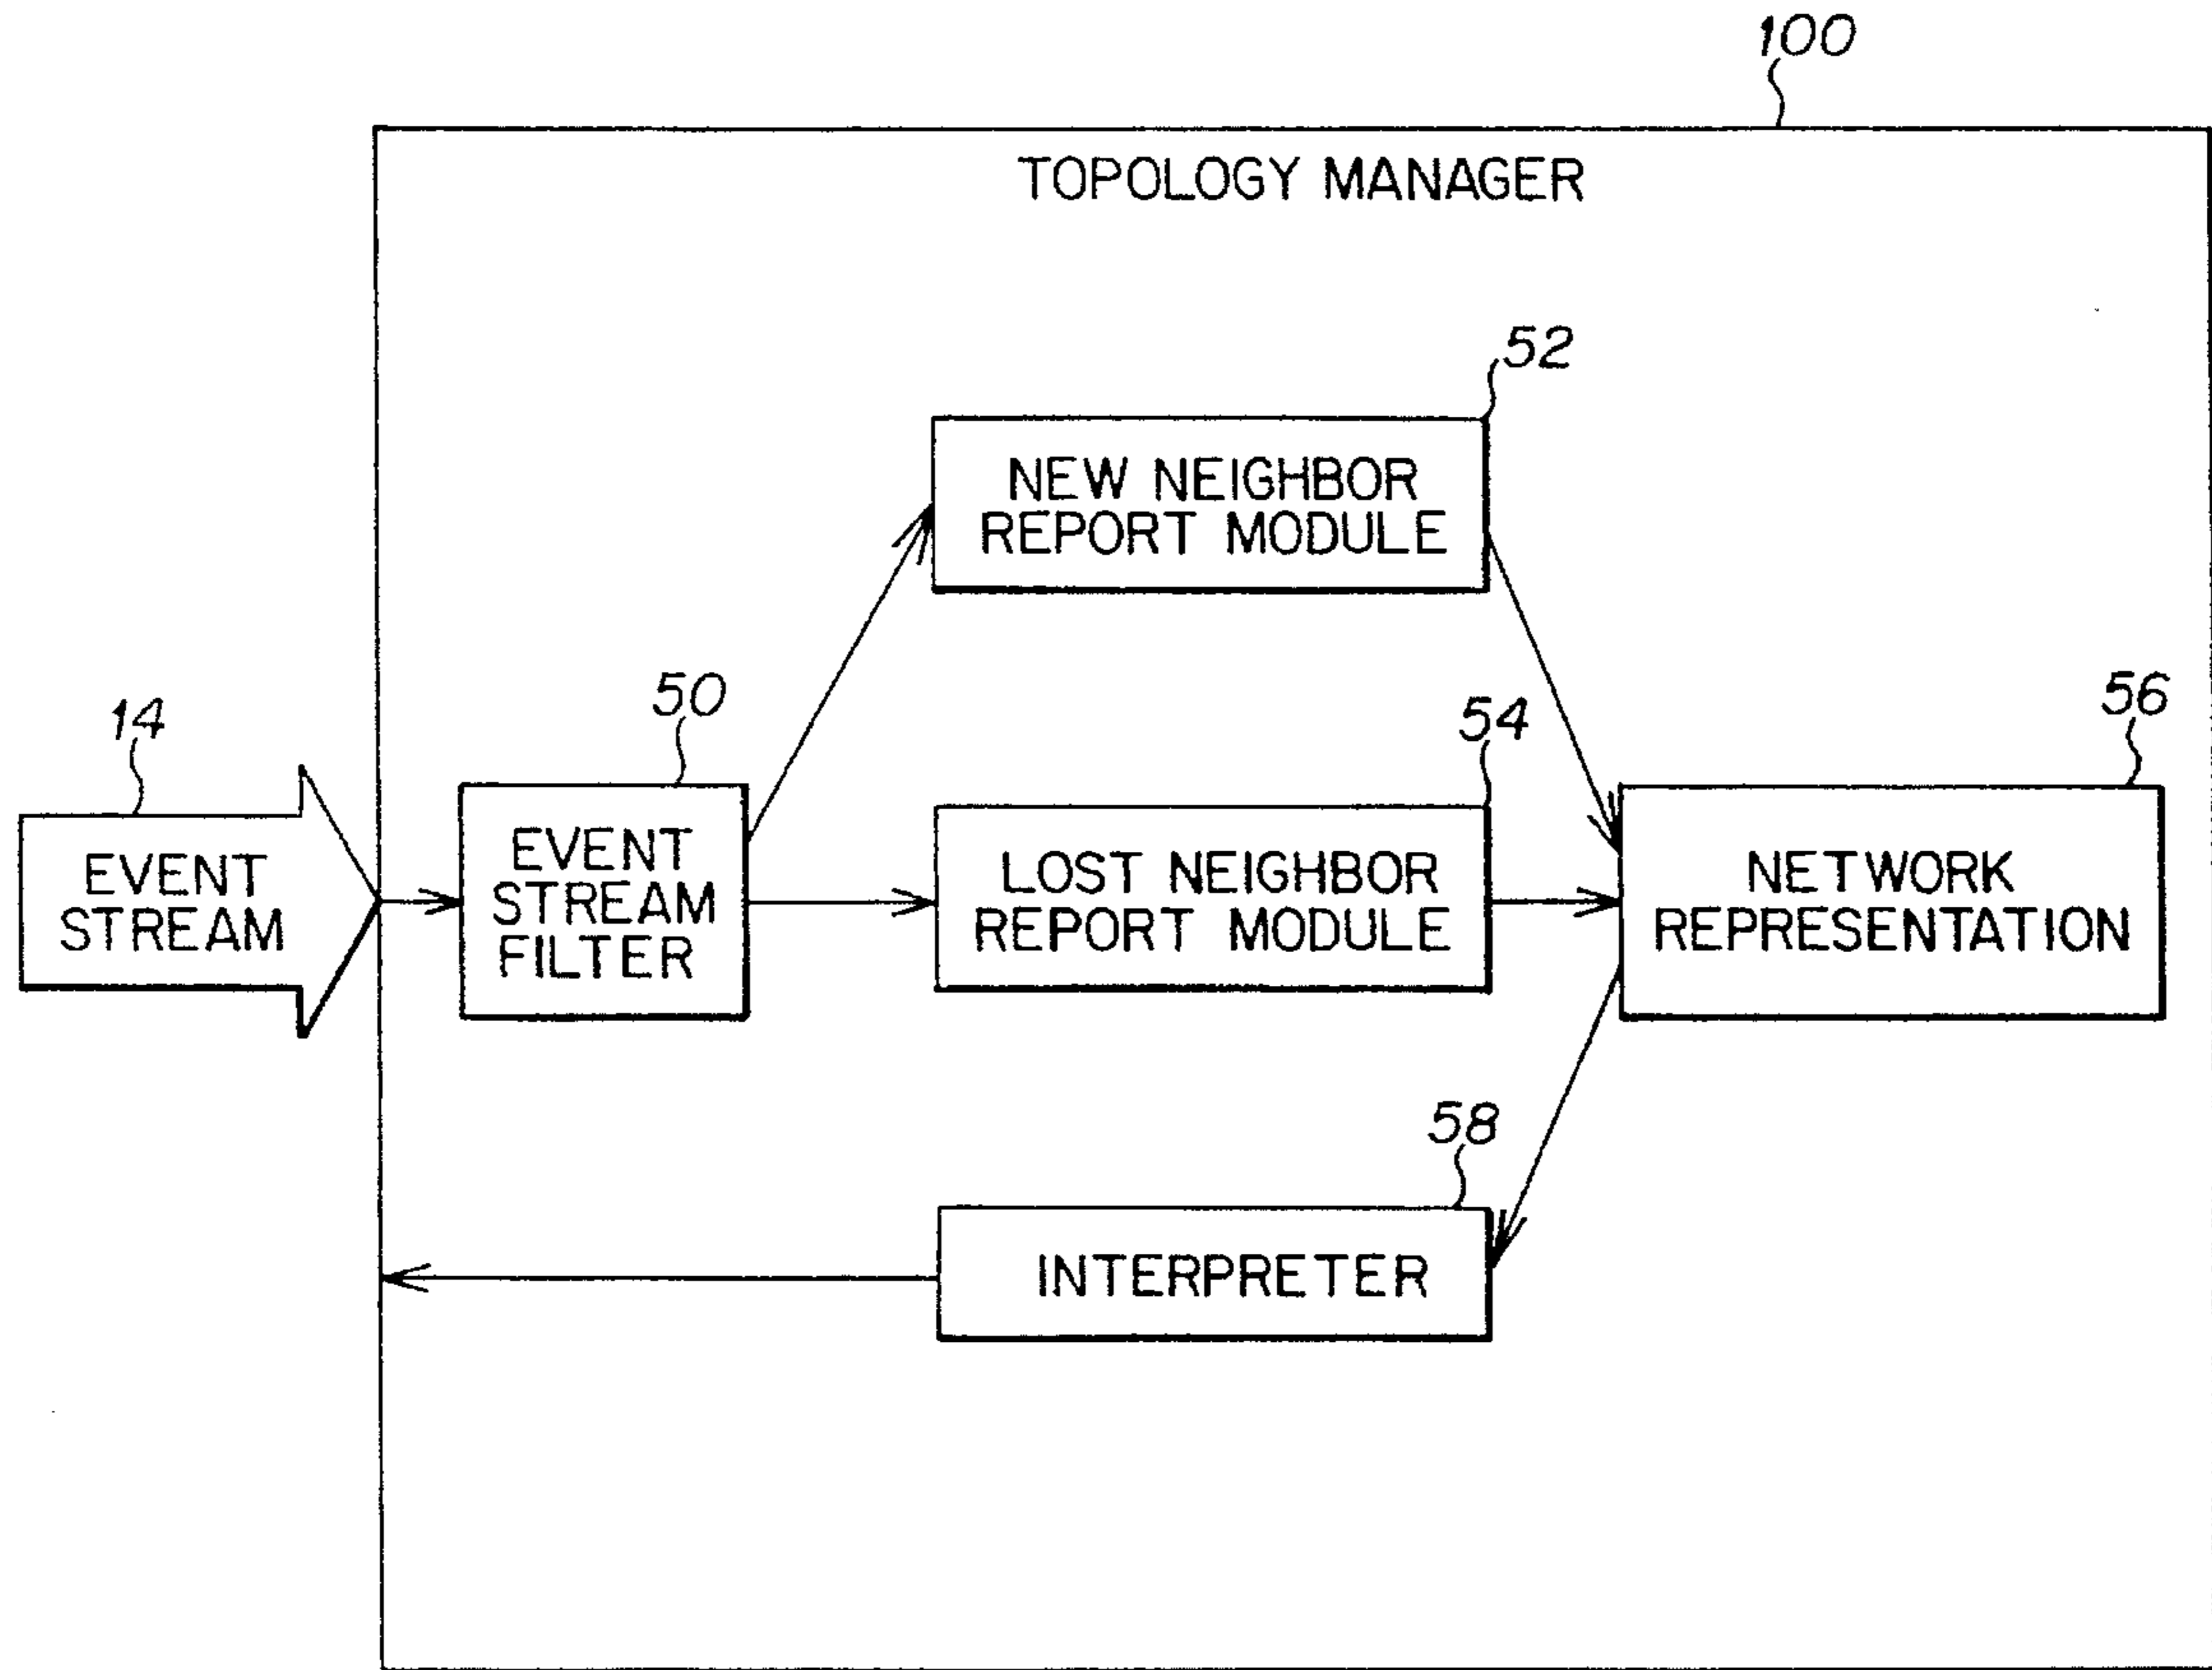 100
TOPOLOGY MANAGER
52
NEW NEIGHBOR
REPORT MODULE
14
EVENT
STREAM
50
EVENT
STREAM
FILTER
54
LOST NEIGHBOR
REPORT MODULE
56
NETWORK
REPRESENTATION
58
INTERPRETER